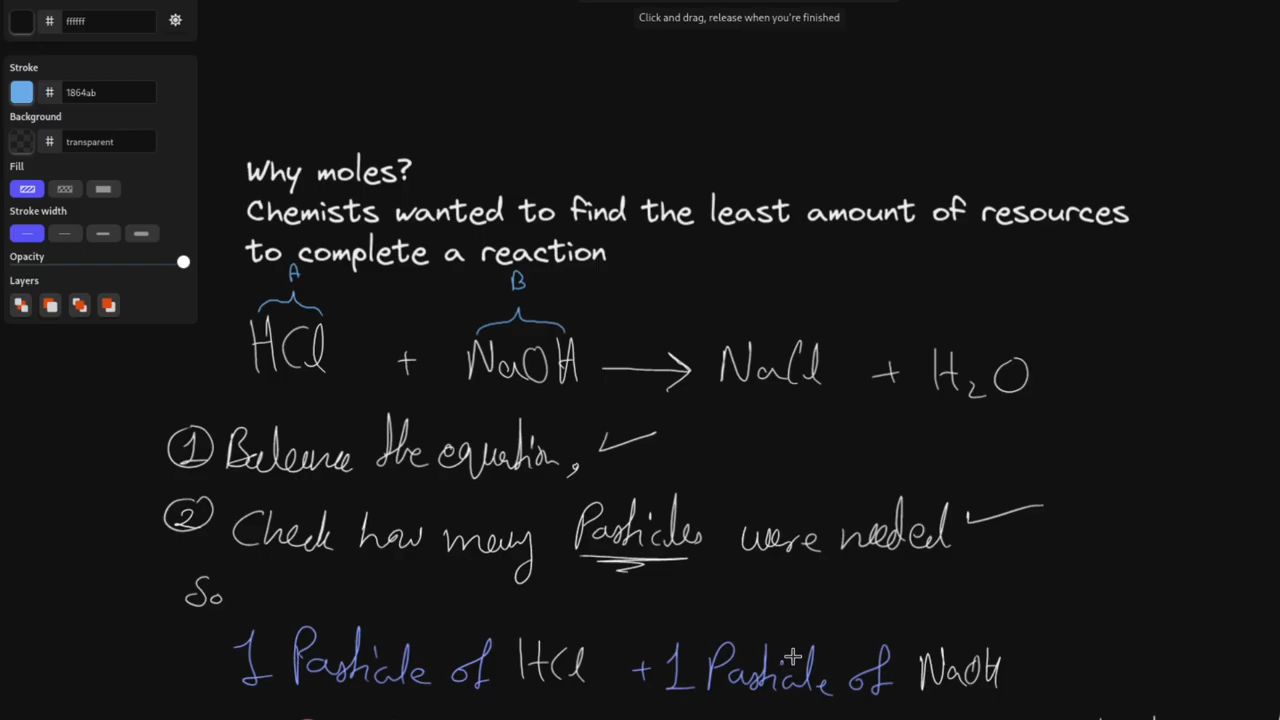 # ffffff
Click and drag, release when you're finished
Stroke
# 1864ab
Background
# transparent
Fill
Stroke width
Opacity
Layers
Why moles?
Chemists wanted to find the least amount of resources
to complete a reaction
A B
HCl + NaOH → NaCl + H₂O
① Balance the equation, ✓
② Check how many Particles were needed ✓
So
1 Particle of HCl + 1 Particle of NaOH